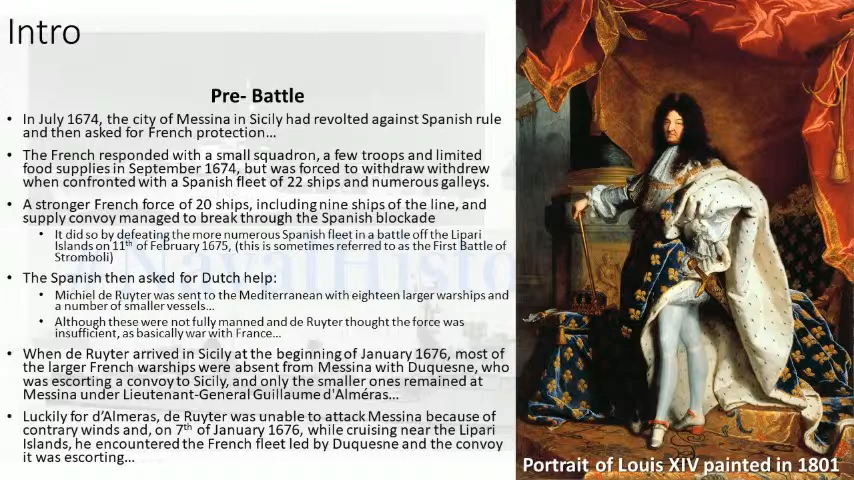 Intro
Pre- Battle
• In July 1674, the city of Messina in Sicily had revolted against Spanish rule
and then asked for French protection...
• The French responded with a small squadron, a few troops and limited
food supplies in September 1674, but was forced to withdraw withdrew
when confronted with a Spanish fleet of 22 ships and numerous galleys.
• A stronger French force of 20 ships, including nine ships of the line, and
supply convoy managed to break through the Spanish blockade
• It did so by defeating the more numerous Spanish fleet in a battle off the Lipari
Islands on 11th of February 1675, (this is sometimes referred to as the First Battle of
Stromboli)
• The Spanish then asked for Dutch help:
• Michiel de Ruyter was sent to the Mediterranean with eighteen larger warships and
a number of smaller vessels...
• Although these were not fully manned and de Ruyter thought the force was
insufficient, as basically war with France...
• When de Ruyter arrived in Sicily at the beginning of January 1676, most of
the larger French warships were absent from Messina with Duquesne, who
was escorting a convoy to Sicily, and only the smaller ones remained at
Messina under Lieutenant-General Guillaume d'Alméras...
• Luckily for d'Almeras, de Ruyter was unable to attack Messina because of
contrary winds and, on 7th of January 1676, while cruising near the Lipari
Islands, he encountered the French fleet led by Duquesne and the convoy
it was escorting...
Portrait of Louis XIV painted in 1801